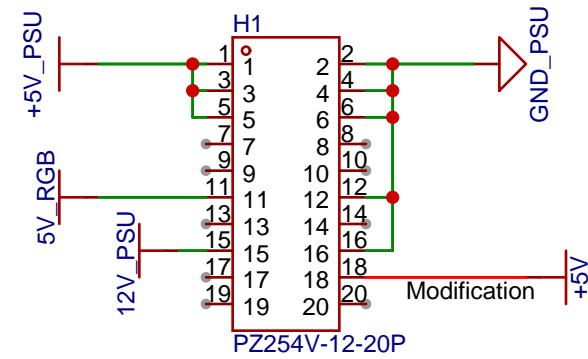 H1
+5V_PSU
GND_PSU
1 1 2 2
3 3 4 4
5 5 6 6
7 7 8 8
9 9 10 10
5V_RGB
11 11 12 12
13 13 14 14
12V_PSU
15 15 16 16
17 17 18 18
Modification
+5V
19 19 20 20
PZ254V-12-20P